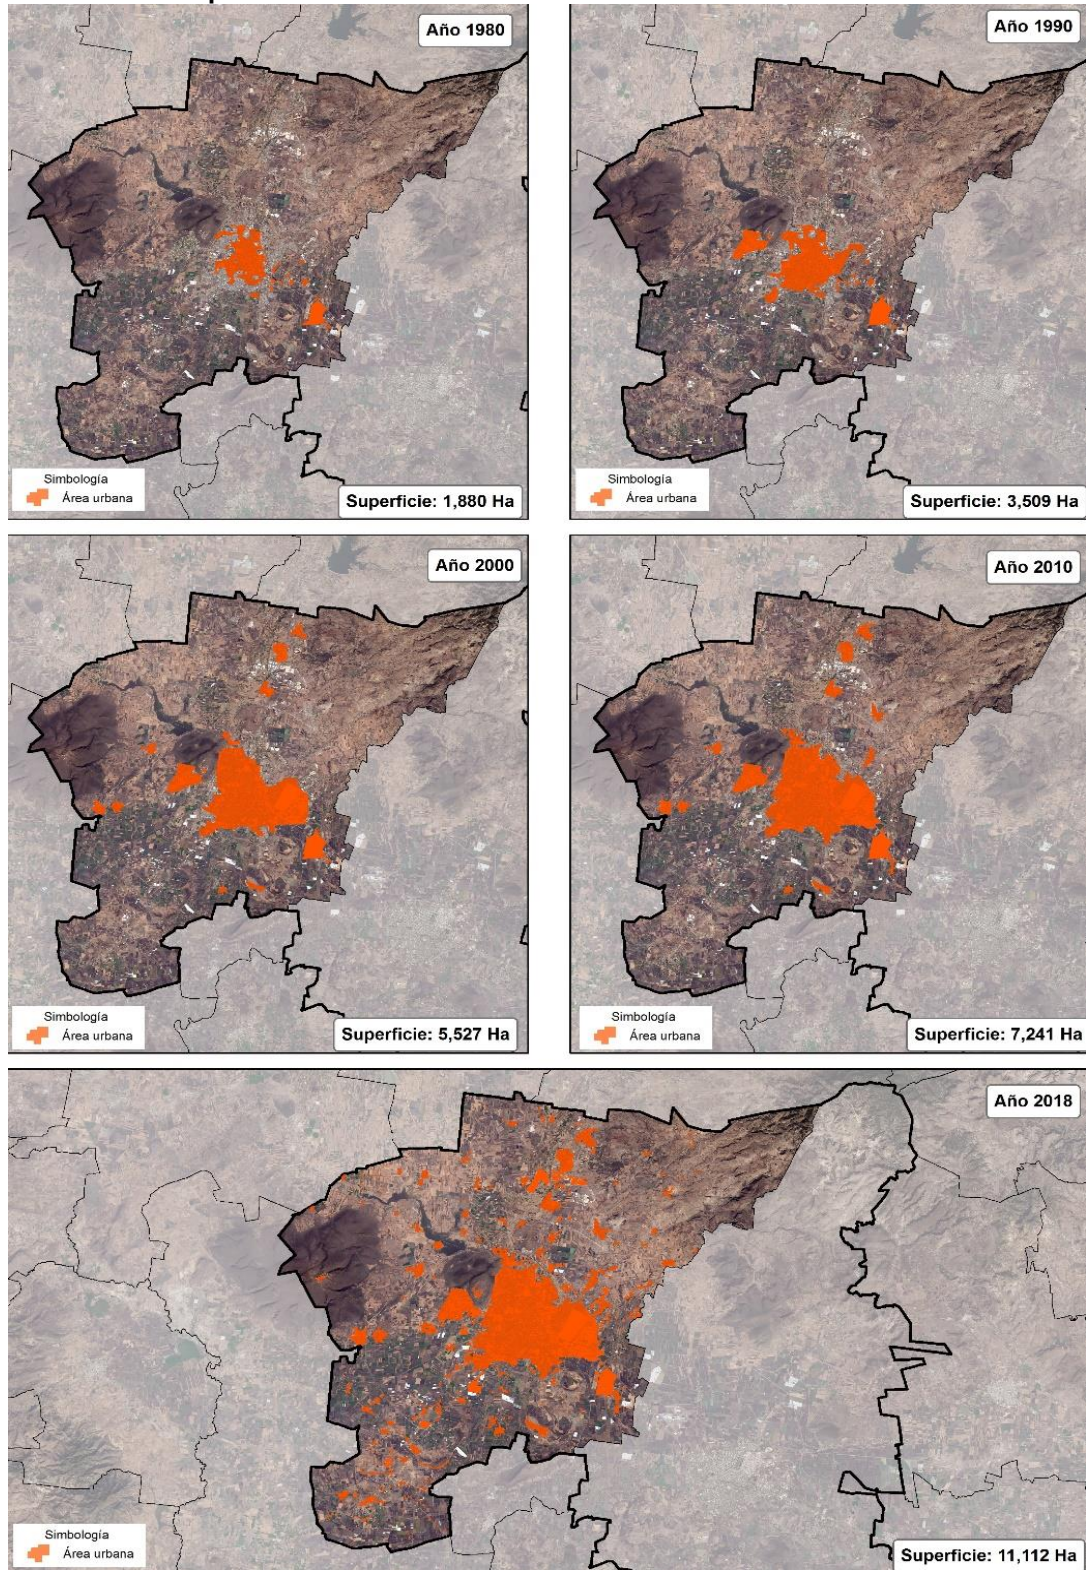 Año 1980
Simbología
Área urbana
Superficie: 1,880 Ha
Año 1990
Simbología
Área urbana
Superficie: 3,509 Ha
Año 2000
Simbología
Área urbana
Superficie: 5,527 Ha
Año 2010
Simbología
Área urbana
Superficie: 7,241 Ha
Año 2018
Simbología
Área urbana
Superficie: 11,112 Ha